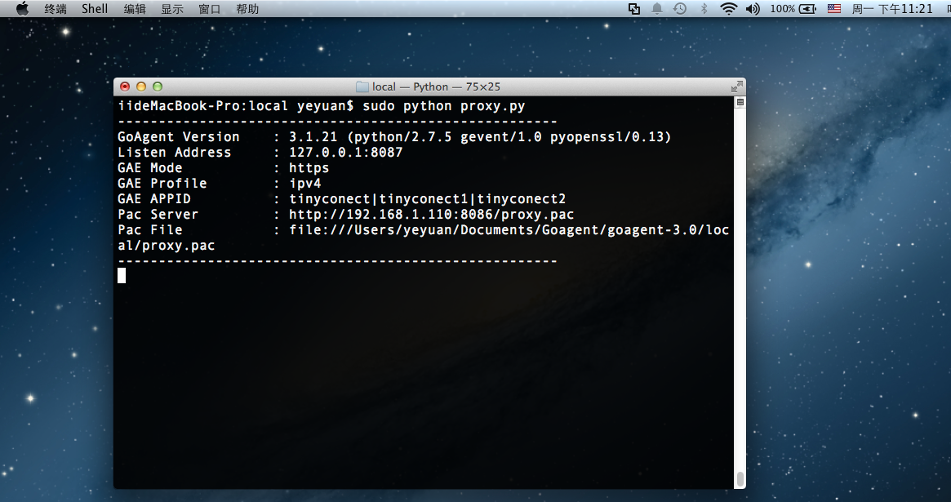 终端 Shell 编辑 显示 窗口 帮助 100% 周一 下午11:21
local — Python — 75×25
iideMacBook-Pro:local yeyuan$ sudo python proxy.py
------------------------------------------------------
GoAgent Version    : 3.1.21 (python/2.7.5 gevent/1.0 pyopenssl/0.13)
Listen Address     : 127.0.0.1:8087
GAE Mode           : https
GAE Profile        : ipv4
GAE APPID          : tinyconect|tinyconect1|tinyconect2
Pac Server         : http://192.168.1.110:8086/proxy.pac
Pac File           : file:///Users/yeyuan/Documents/Goagent/goagent-3.0/loc
al/proxy.pac
------------------------------------------------------